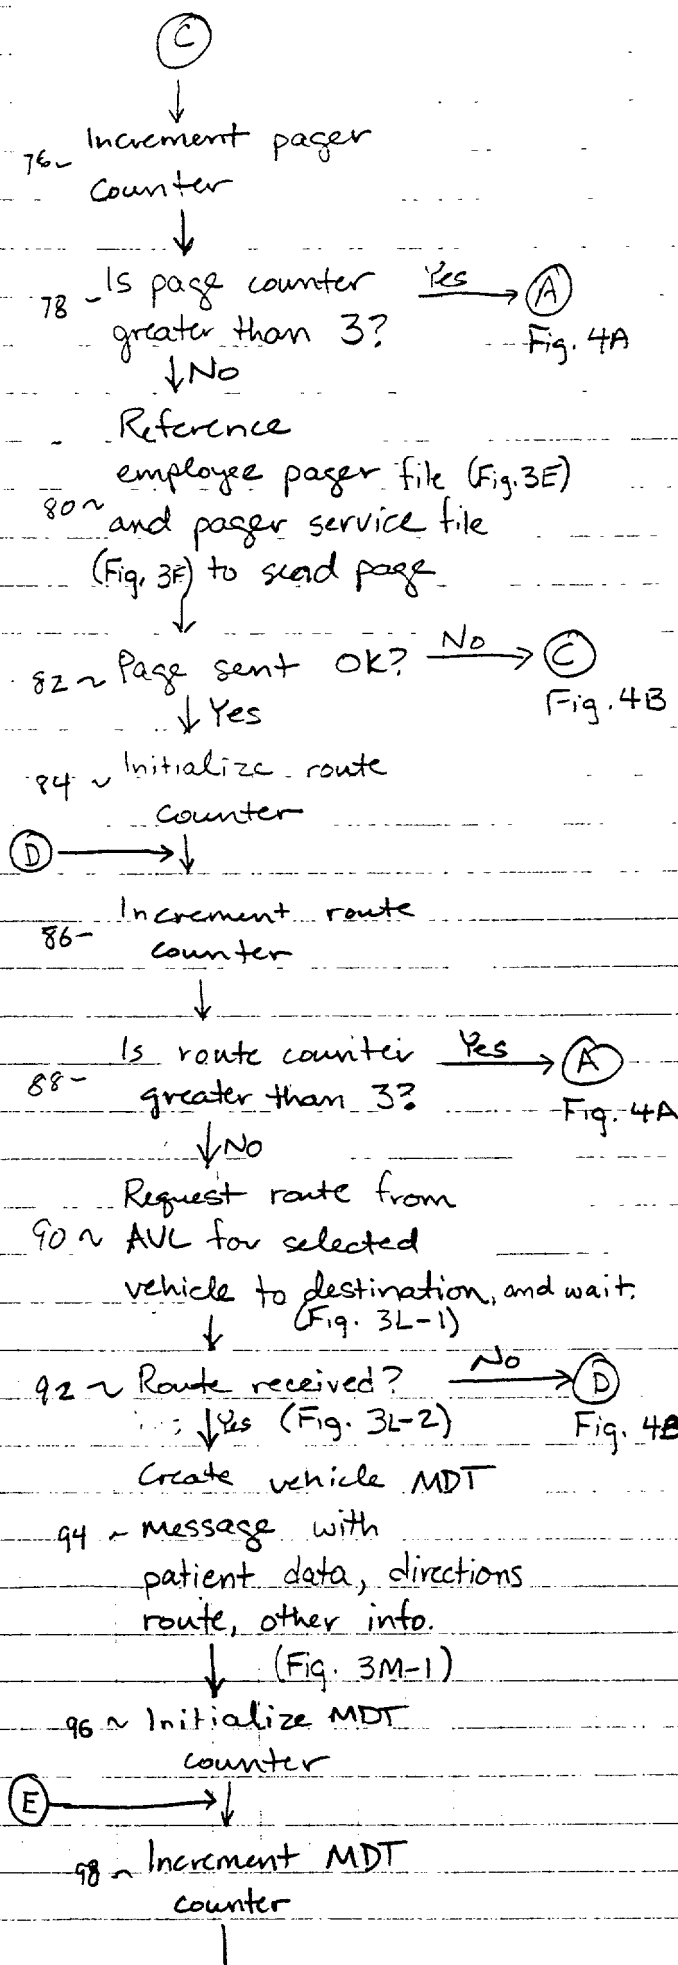 C
Increment pager
76~
counter
Is page counter Yes A
78 -
greater than 3? Fig. 4A
No
Reference
employee pager file (Fig. 3E)
80~ and pager service file
(Fig. 3F) to send page
82 ~ Page sent OK? No C
Yes Fig. 4B
84 ~ Initialize route
counter
D
Increment route
86-
counter
Is route counter Yes A
88-
greater than 3? Fig. 4A
No
Request route from
90 ~ AVL for selected
vehicle to destination, and wait.
(Fig. 3L-1)
92 ~ Route received? No D
Yes (Fig. 3L-2) Fig. 4B
Create vehicle MDT
94 ~ message with
patient data, directions
route, other info.
(Fig. 3M-1)
96 ~ Initialize MDT
counter
E
98 ~ Increment MDT
counter